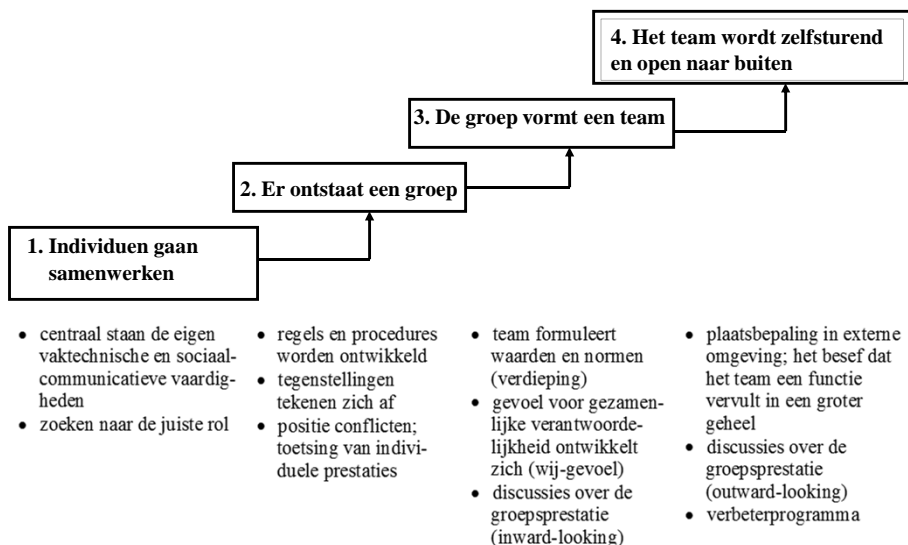 4. Het team wordt zelfsturend
en open naar buiten
3. De groep vormt een team
2. Er ontstaat een groep
1. Individuen gaan
samenwerken
• centraal staan de eigen
vaktechnische en sociaal-
communicatieve vaardig-
heden
• zoeken naar de juiste rol
• regels en procedures
worden ontwikkeld
• tegenstellingen
tekenen zich af
• positie conflicten;
toetsing van indivi-
duele prestaties
• team formuleert
waarden en normen
(verdieping)
• gevoel voor gezamen-
lijke verantwoorde-
lijkheid ontwikkelt
zich (wij-gevoel)
• discussies over de
groepsprestatie
(inward-looking)
• plaatsbepaling in externe
omgeving; het besef dat
het team een functie
vervult in een groter
geheel
• discussies over de
groepsprestatie
(outward-looking)
• verbeterprogramma